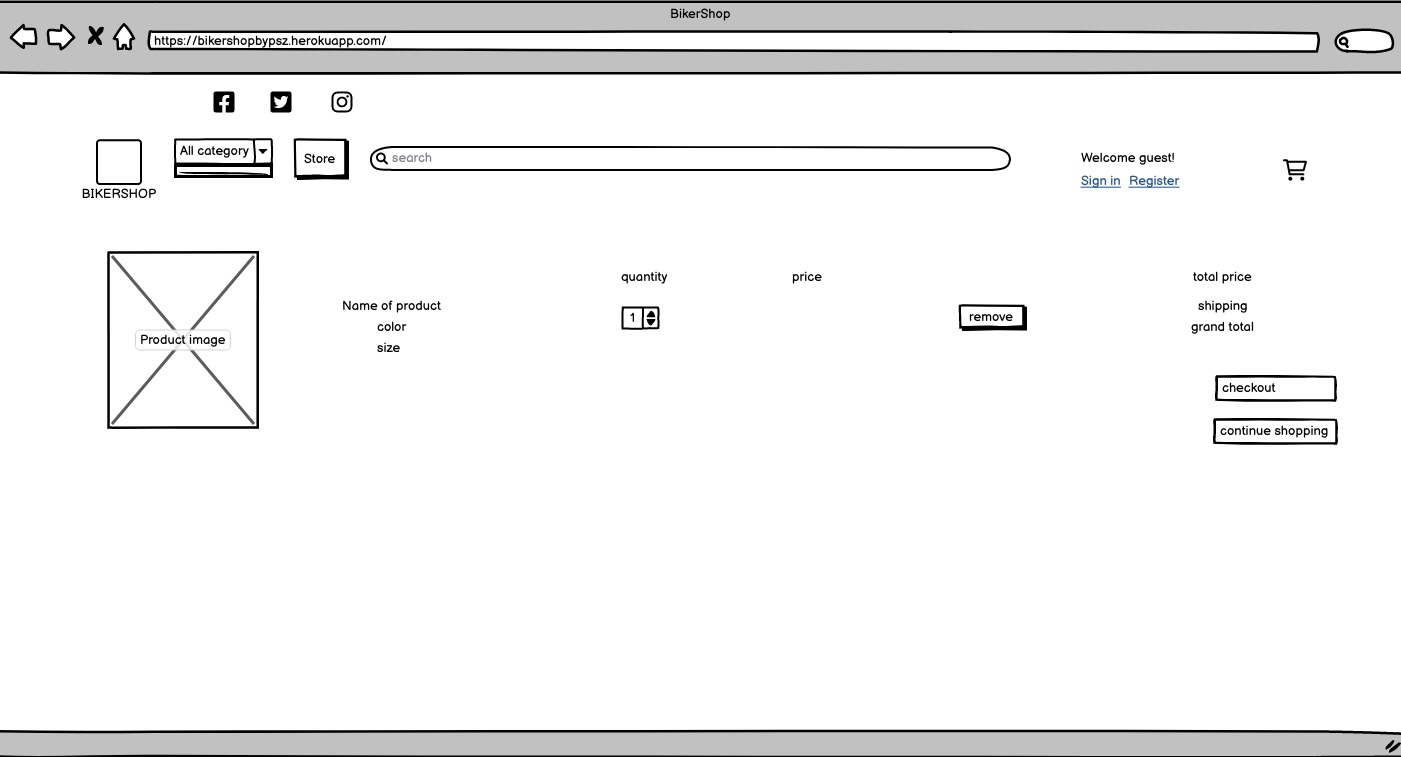 BikerShop
https://bikershopbypsz.herokuapp.com/
All category
Store
search
Welcome guest!
Sign in Register
BIKERSHOP
quantity
price
total price
Name of product
color
size
1
remove
shipping
grand total
Product image
checkout
continue shopping